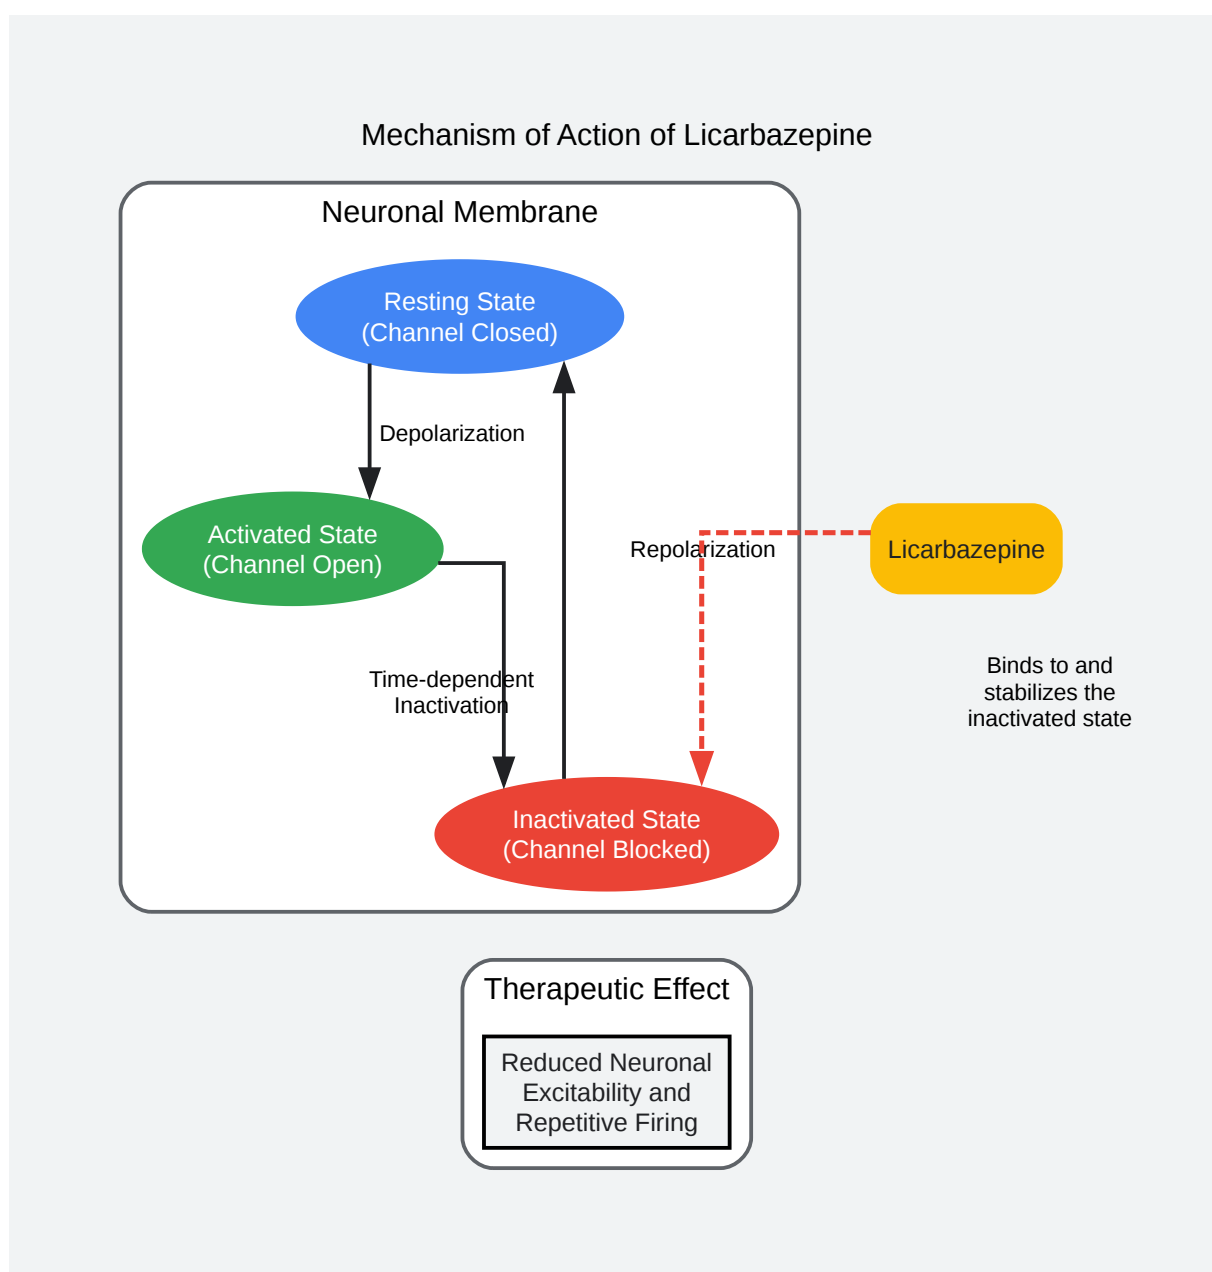 Mechanism of Action of Licarbazepine
Neuronal Membrane
Resting State
(Channel Closed)
Depolarization
Activated State
(Channel Open)
Repolarization
Licarbazepine
Time-dependent
Inactivation
Binds to and
stabilizes the
inactivated state
Inactivated State
(Channel Blocked)
Therapeutic Effect
Reduced Neuronal
Excitability and
Repetitive Firing